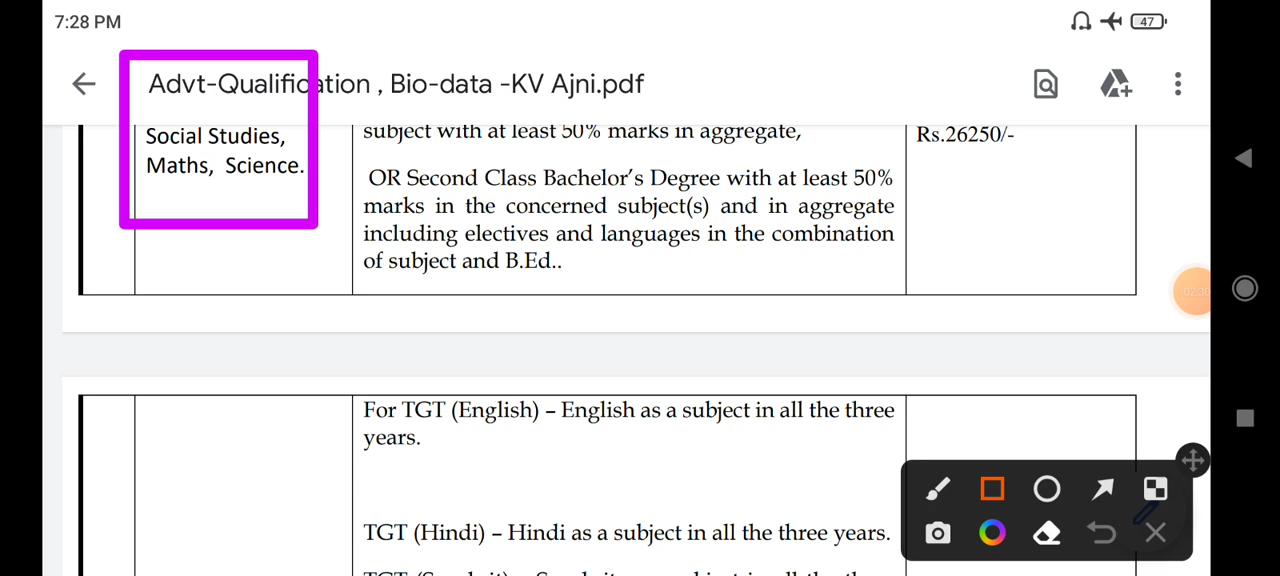 7:28 PM
47
Advt-Qualification , Bio-data -KV Ajni.pdf
Social Studies,
Maths, Science.
subject with at least 50% marks in aggregate,
OR Second Class Bachelor's Degree with at least 50%
marks in the concerned subject(s) and in aggregate
including electives and languages in the combination
of subject and B.Ed..
Rs.26250/-
For TGT (English) – English as a subject in all the three
years.
TGT (Hindi) – Hindi as a subject in all the three years.